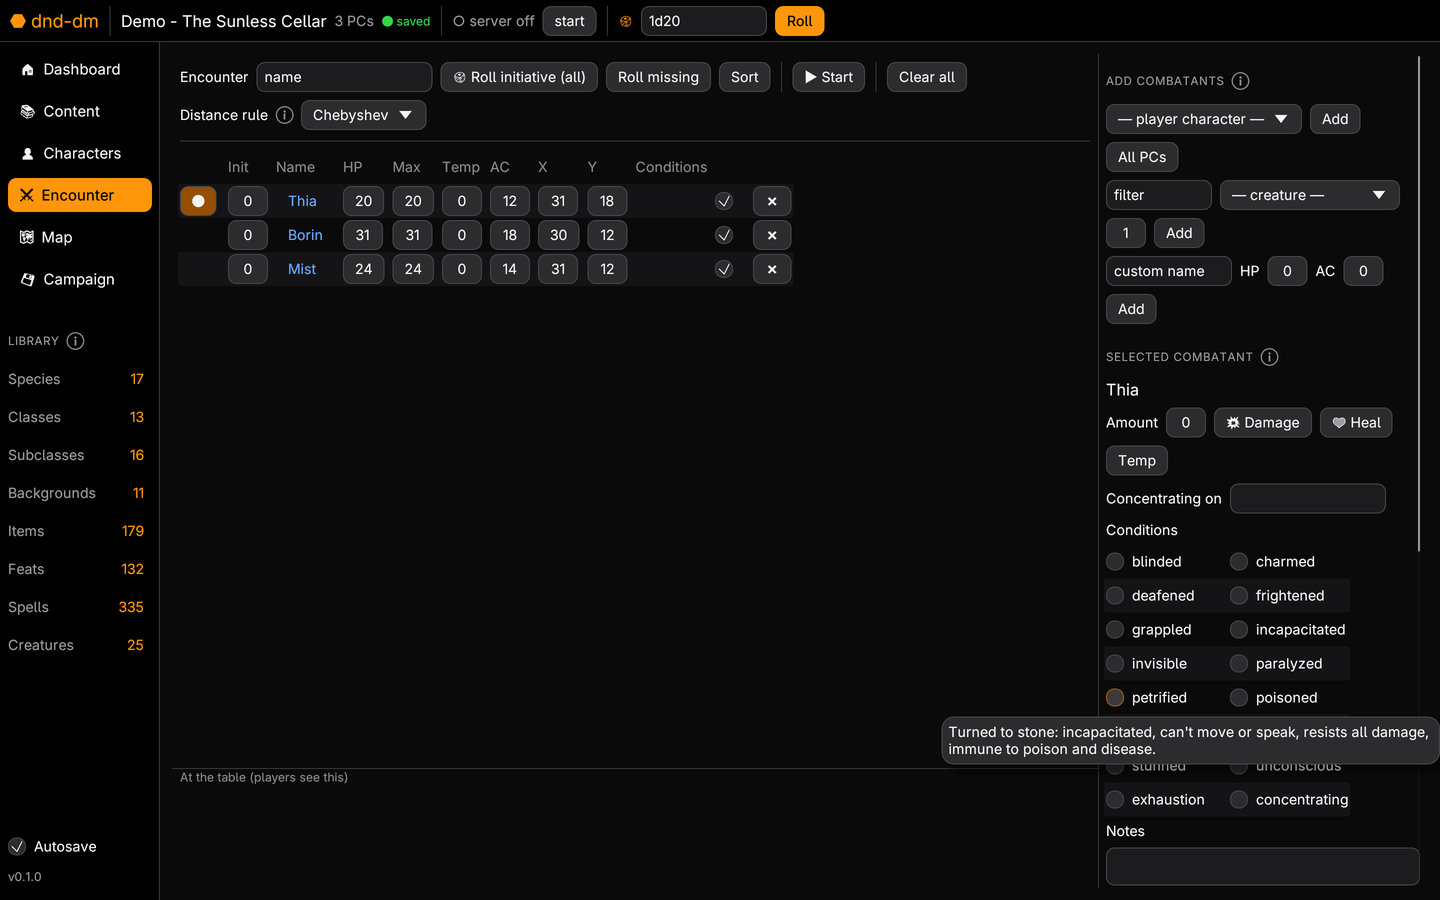 dnd-dm
Demo - The Sunless Cellar 3 PCs saved server off start 1d20 Roll
Dashboard
Content
Characters
Encounter
Map
Campaign
LIBRARY
Species 17
Classes 13
Subclasses 16
Backgrounds 11
Items 179
Feats 132
Spells 335
Creatures 25
Autosave
v0.1.0
Encounter name Roll initiative (all) Roll missing Sort Start Clear all
Distance rule Chebyshev
Init Name HP Max Temp AC X Y Conditions
0 Thia 20 20 0 12 31 18
0 Borin 31 31 0 18 30 12
0 Mist 24 24 0 14 31 12
At the table (players see this)
ADD COMBATANTS
— player character — Add
All PCs
filter — creature —
1 Add
custom name HP 0 AC 0
Add
SELECTED COMBATANT
Thia
Amount 0 Damage Heal
Temp
Concentrating on
Conditions
blinded charmed
deafened frightened
grappled incapacitated
invisible paralyzed
petrified poisoned
Turned to stone: incapacitated, can't move or speak, resists all damage,
immune to poison and disease.
stunned unconscious
exhaustion concentrating
Notes